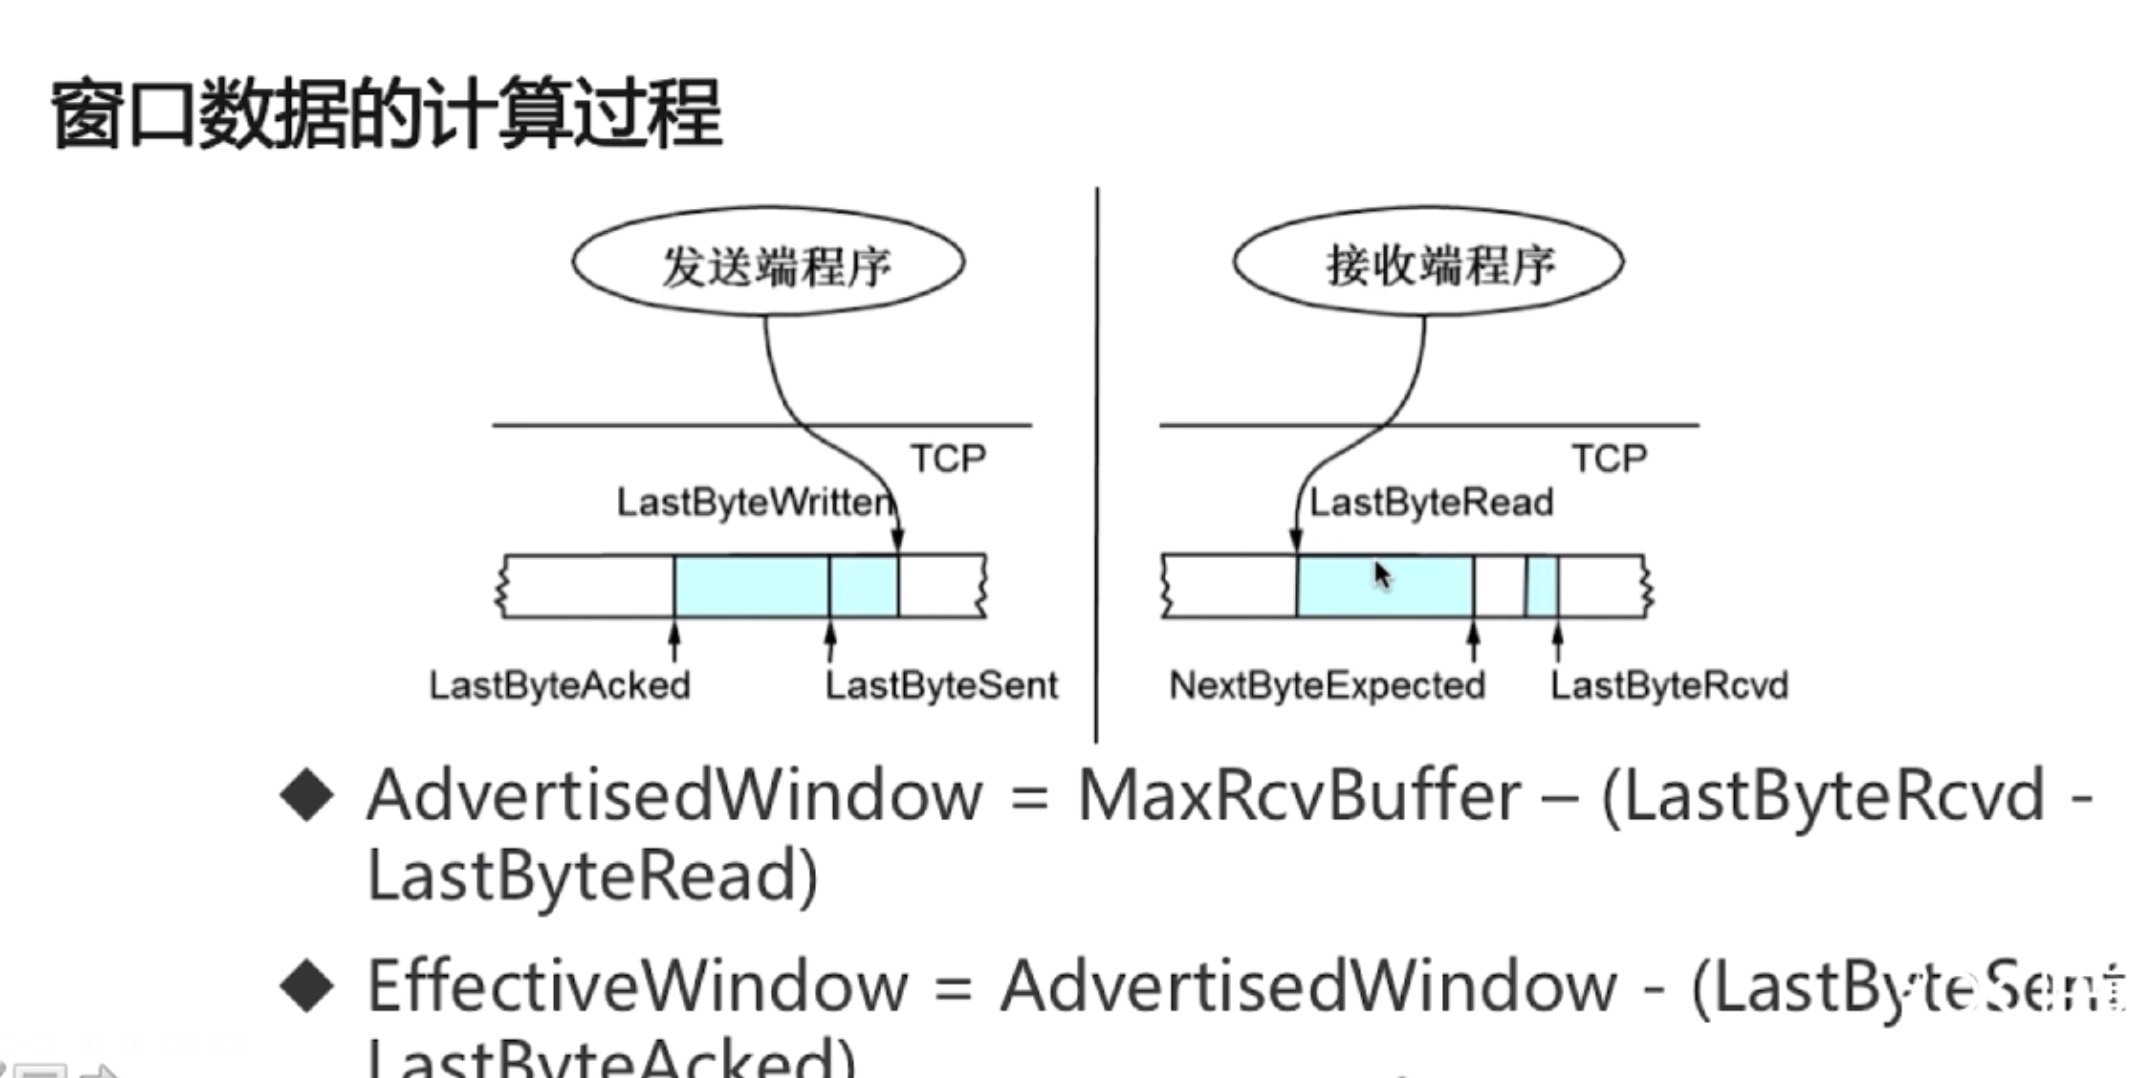 窗口数据的计算过程
发送端程序
接收端程序
TCP
TCP
LastByteWritten
LastByteRead
LastByteAcked
LastByteSent
NextByteExpected
LastByteRcvd
◆ AdvertisedWindow = MaxRcvBuffer – (LastByteRcvd -
LastByteRead)
◆ EffectiveWindow = AdvertisedWindow - (LastByteSent
LastByteAcked)